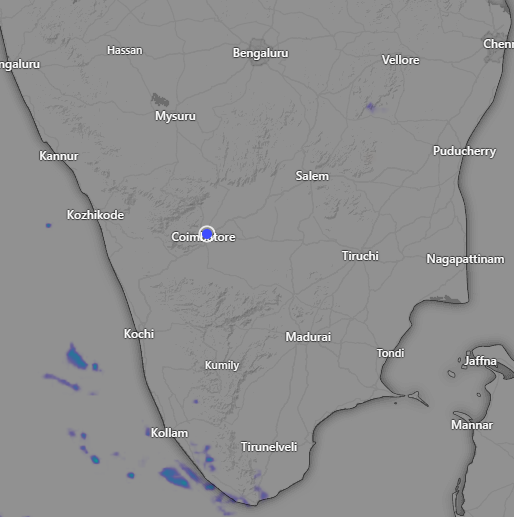 Hassan
Bengaluru
Chenn
ngaluru
Vellore
Mysuru
Kannur
Puducherry
Salem
Kozhikode
Coimbatore
Tiruchi
Nagapattinam
Kochi
Madurai
Tondi
Jaffna
Kumily
Mannar
Kollam
Tirunelveli